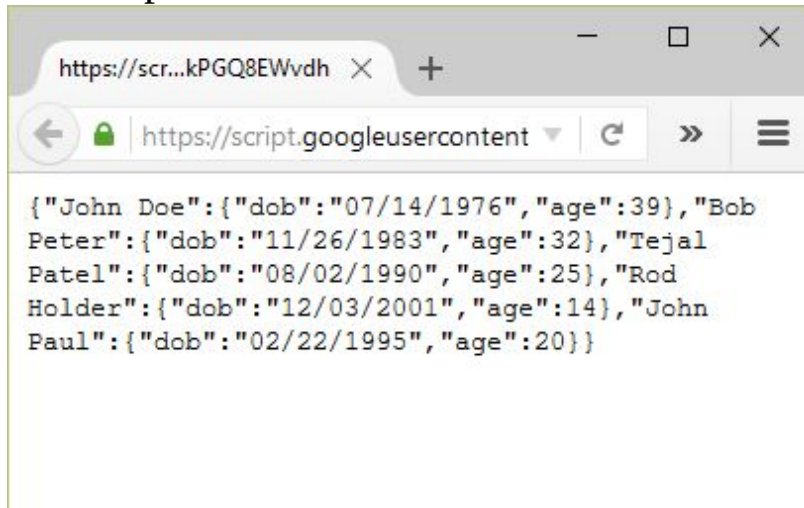 https://scr...kPGQ8EWvdh
https://script.googleusercontent
{"John Doe":{"dob":"07/14/1976","age":39},"Bob
Peter":{"dob":"11/26/1983","age":32},"Tejal
Patel":{"dob":"08/02/1990","age":25},"Rod
Holder":{"dob":"12/03/2001","age":14},"John
Paul":{"dob":"02/22/1995","age":20}}